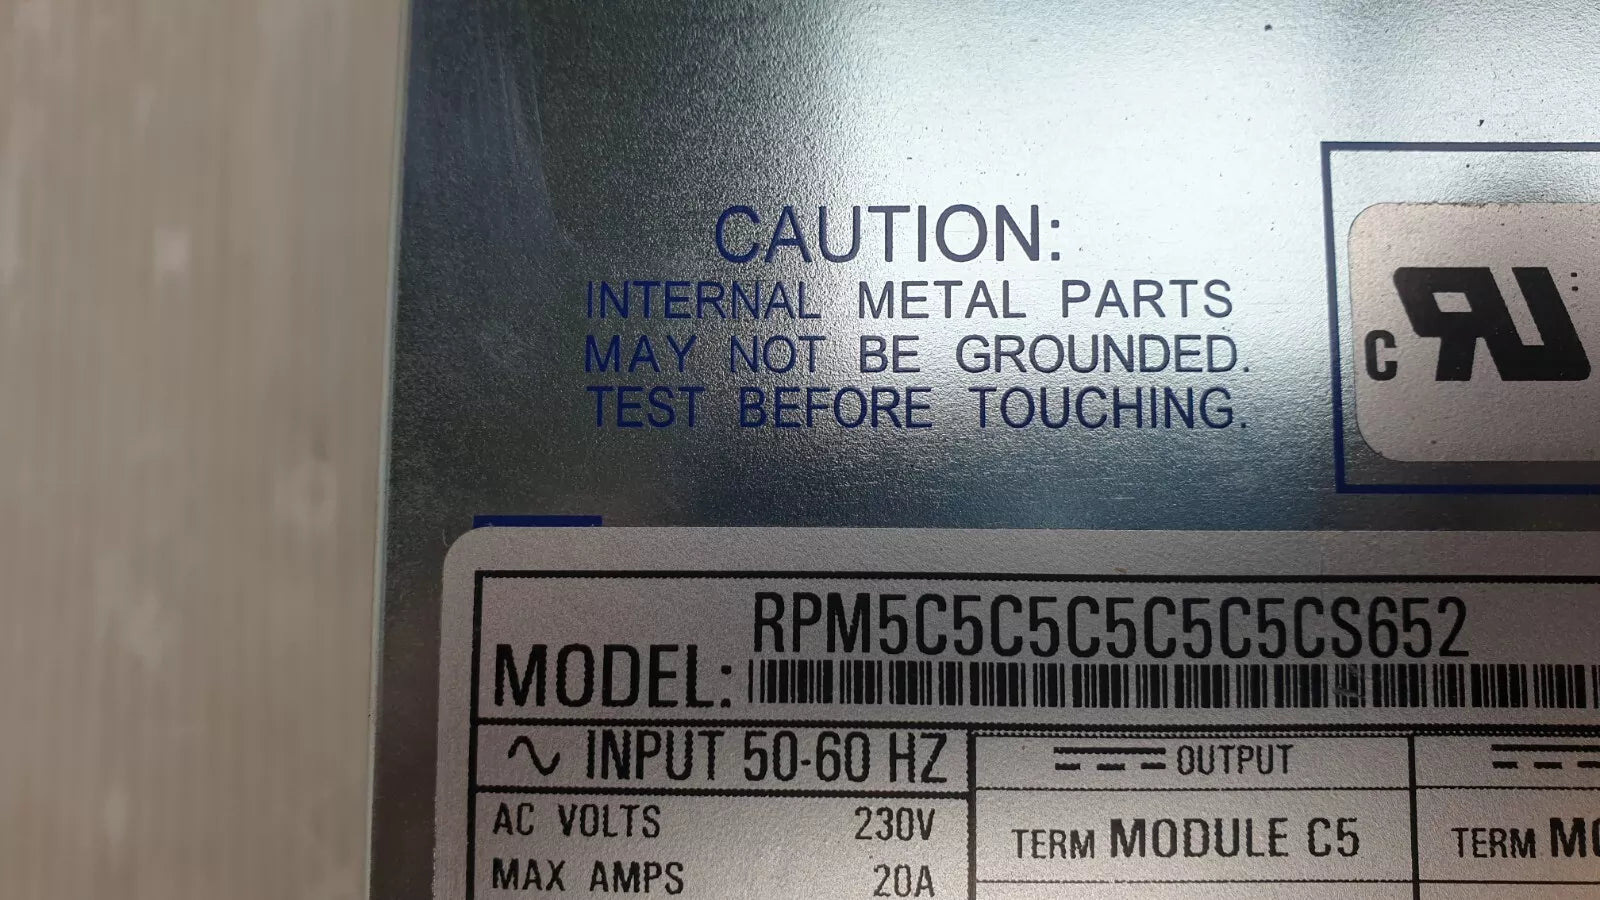 CAUTION:
INTERNAL METAL PARTS
MAY NOT BE GROUNDED.
TEST BEFORE TOUCHING.
c
MODEL: RPM5C5C5C5C5C5CS652
INPUT 50-60 HZ
OUTPUT
AC VOLTS 230V
TERM MODULE C5
TERM
MAX AMPS 20A